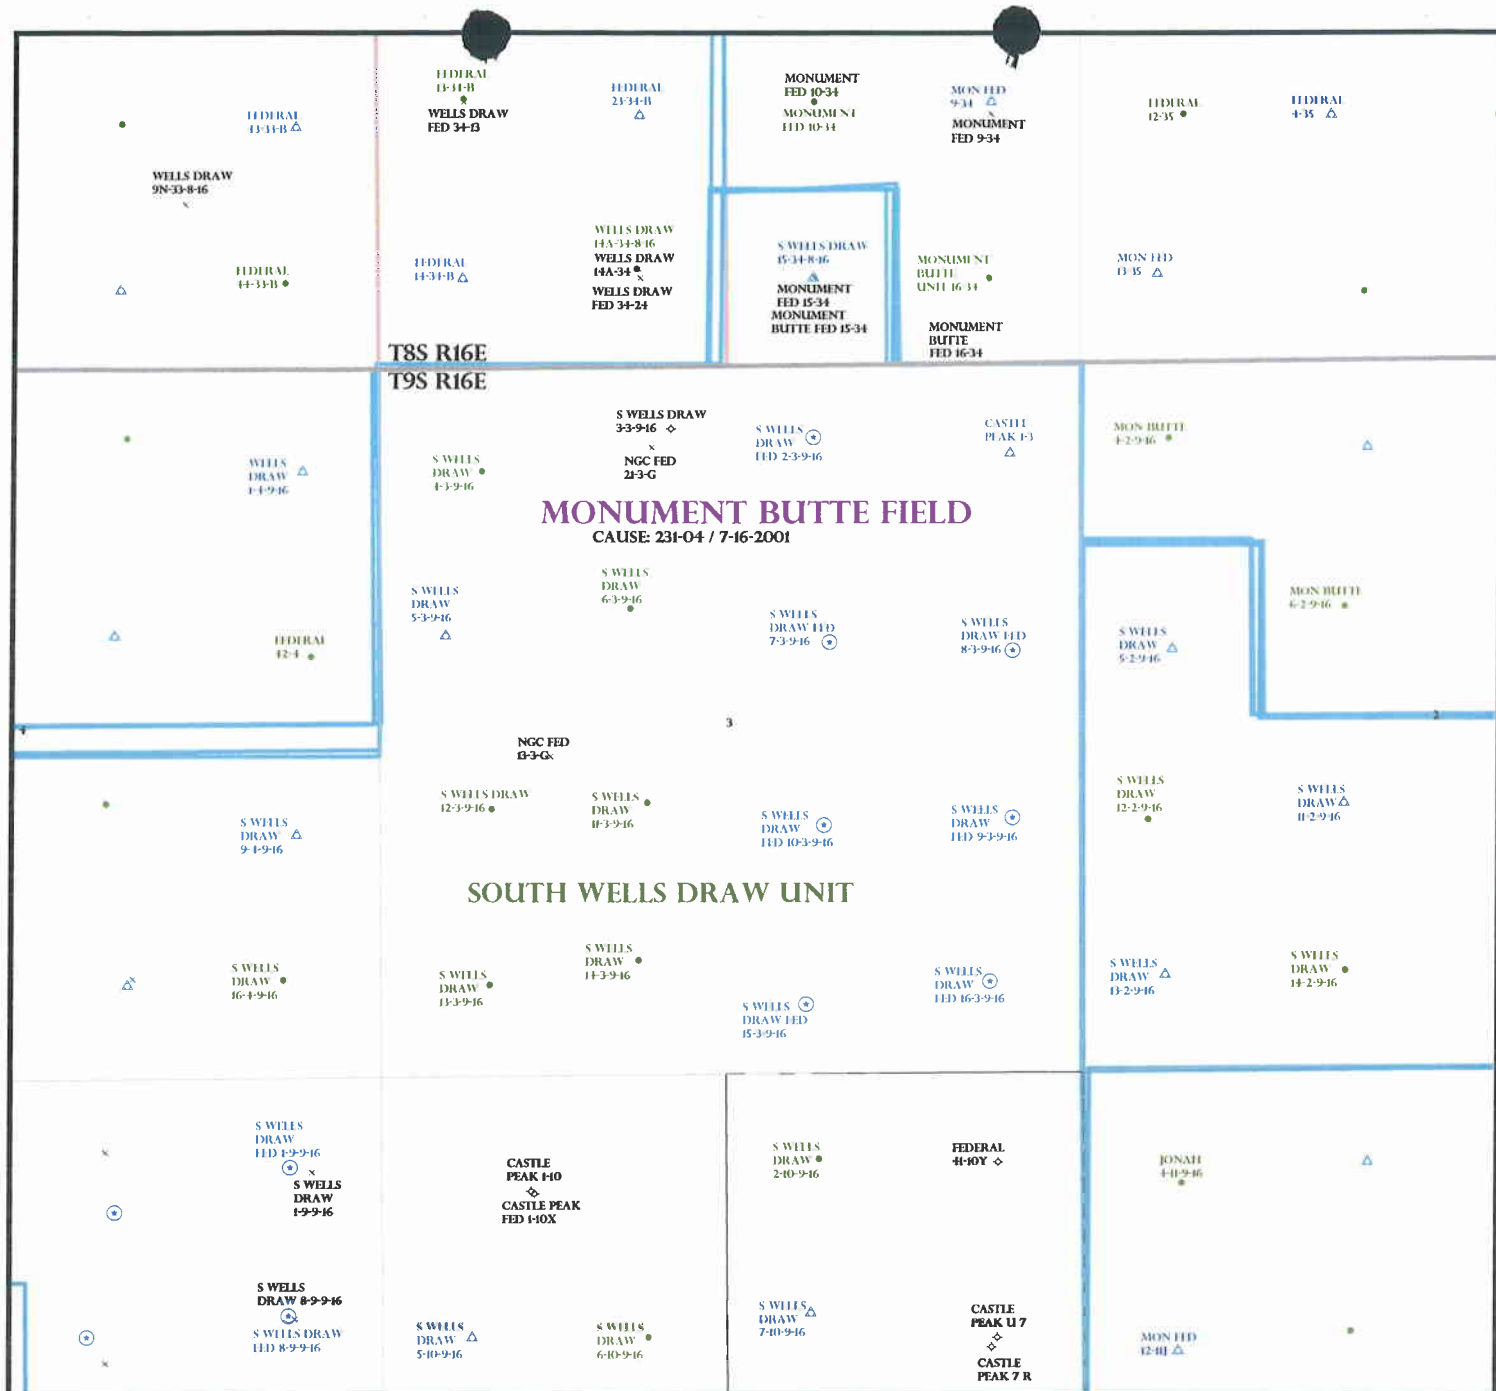 FEDERAL
43-33-B
WELLS DRAW
9N-33-8-16
FEDERAL
44-33-B
FEDERAL
13-34-B
WELLS DRAW
FED 34-13
FEDERAL
23-34-B
FEDERAL
14-34-B
WELLS DRAW
14A-34-8-16
WELLS DRAW
14A-34
WELLS DRAW
FED 34-24
MONUMENT
FED 10-34
MONUMENT
FED 10-34
MON FED
9-34
MONUMENT
FED 9-34
S WELLS DRAW
15-34-8-16
MONUMENT
FED 15-34
MONUMENT
BUTTE FED 15-34
MONUMENT
BUTTE
UNIT 16-34
MONUMENT
BUTTE
FED 16-34
FEDERAL
12-35
FEDERAL
4-35
MON FED
13-35
T8S R16E
T9S R16E
WELLS
DRAW
1-4-9-16
FEDERAL
42-4
S WELLS DRAW
3-3-9-16
NGC FED
21-3-G
S WELLS
DRAW
4-3-9-16
S WELLS
DRAW
FED 2-3-9-16
CASTLE
PEAK 1-3
MONUMENT BUTTE FIELD
CAUSE: 231-04 / 7-16-2001
S WELLS
DRAW
5-3-9-16
S WELLS
DRAW
6-3-9-16
S WELLS
DRAW FED
7-3-9-16
S WELLS
DRAW FED
8-3-9-16
MON BUTTE
4-2-9-16
MON BUTTE
6-2-9-16
S WELLS
DRAW
5-2-9-16
4
3
2
NGC FED
13-3-G
S WELLS
DRAW
9-4-9-16
S WELLS DRAW
12-3-9-16
S WELLS
DRAW
11-3-9-16
S WELLS
DRAW
FED 10-3-9-16
S WELLS
DRAW
FED 9-3-9-16
S WELLS
DRAW
12-2-9-16
S WELLS
DRAW
11-2-9-16
SOUTH WELLS DRAW UNIT
S WELLS
DRAW
16-4-9-16
S WELLS
DRAW
13-3-9-16
S WELLS
DRAW
14-3-9-16
S WELLS
DRAW FED
15-3-9-16
S WELLS
DRAW
FED 16-3-9-16
S WELLS
DRAW
13-2-9-16
S WELLS
DRAW
14-2-9-16
S WELLS
DRAW
FED 1-9-9-16
S WELLS
DRAW
1-9-9-16
CASTLE
PEAK 1-10
CASTLE PEAK
FED 1-10X
S WELLS
DRAW
2-10-9-16
FEDERAL
41-10Y
JONAH
4-11-9-16
S WELLS
DRAW 8-9-9-16
S WELLS DRAW
FED 8-9-9-16
S WELLS
DRAW
5-10-9-16
S WELLS
DRAW
6-10-9-16
S WELLS
DRAW
7-10-9-16
CASTLE
PEAK U 7
CASTLE
PEAK 7 R
MON FED
12-11J